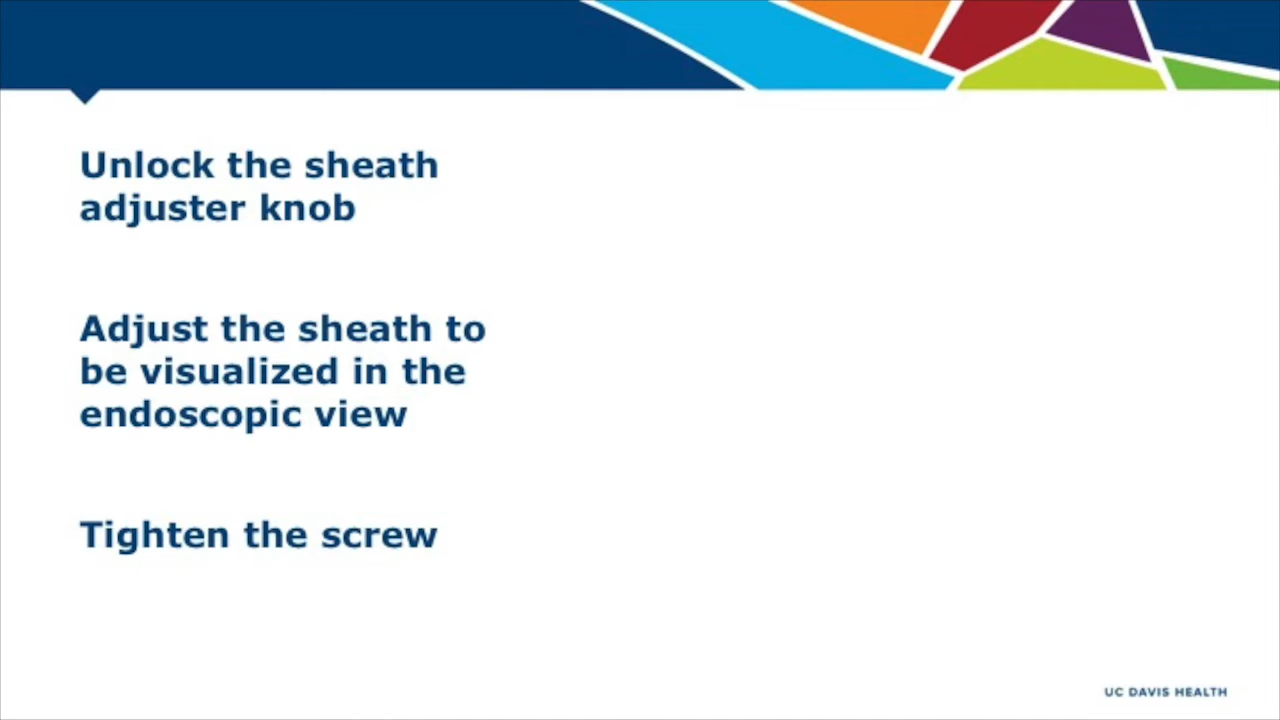 Unlock the sheath
adjuster knob
Adjust the sheath to
be visualized in the
endoscopic view
Tighten the screw
UC DAVIS HEALTH